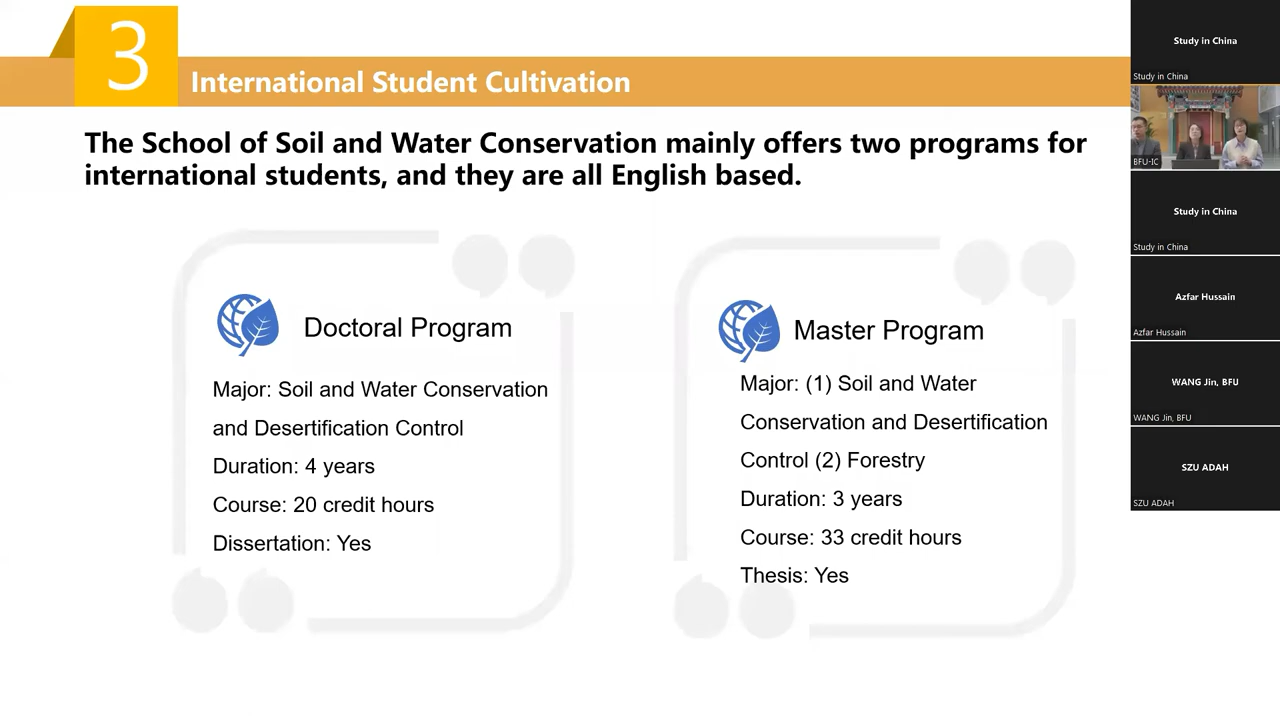 3
International Student Cultivation
The School of Soil and Water Conservation mainly offers two programs for
international students, and they are all English based.
Doctoral Program
Major: Soil and Water Conservation
and Desertification Control
Duration: 4 years
Course: 20 credit hours
Dissertation: Yes
Master Program
Major: (1) Soil and Water
Conservation and Desertification
Control (2) Forestry
Duration: 3 years
Course: 33 credit hours
Thesis: Yes
Study in China
Study in China
BFU-IC
Study in China
Study in China
Azfar Hussain
Azfar Hussain
WANG Jin, BFU
WANG Jin, BFU
SZU ADAH
SZU ADAH